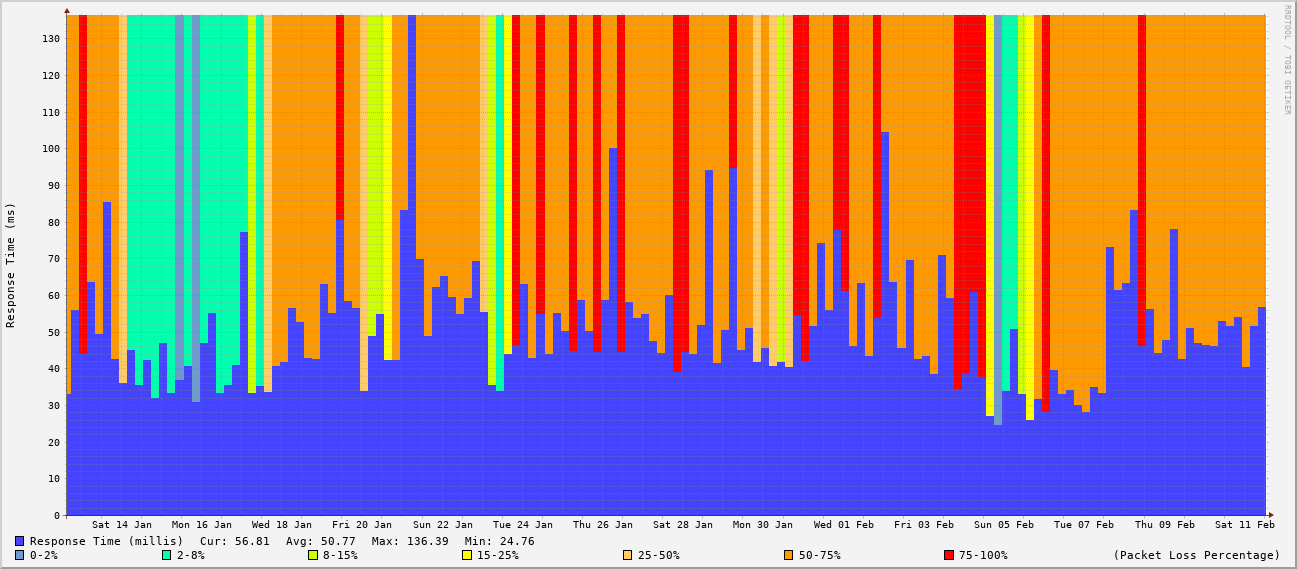 RRDTOOL / TOBI OETIKER
Response Time (ms)
130
120
110
100
90
80
70
60
50
40
30
20
10
0
Sat 14 Jan Mon 16 Jan Wed 18 Jan Fri 20 Jan Sun 22 Jan Tue 24 Jan Thu 26 Jan Sat 28 Jan Mon 30 Jan Wed 01 Feb Fri 03 Feb Sun 05 Feb Tue 07 Feb Thu 09 Feb Sat 11 Feb
Response Time (millis) Cur: 56.81 Avg: 50.77 Max: 136.39 Min: 24.76
0-2% 2-8% 8-15% 15-25% 25-50% 50-75% 75-100% (Packet Loss Percentage)